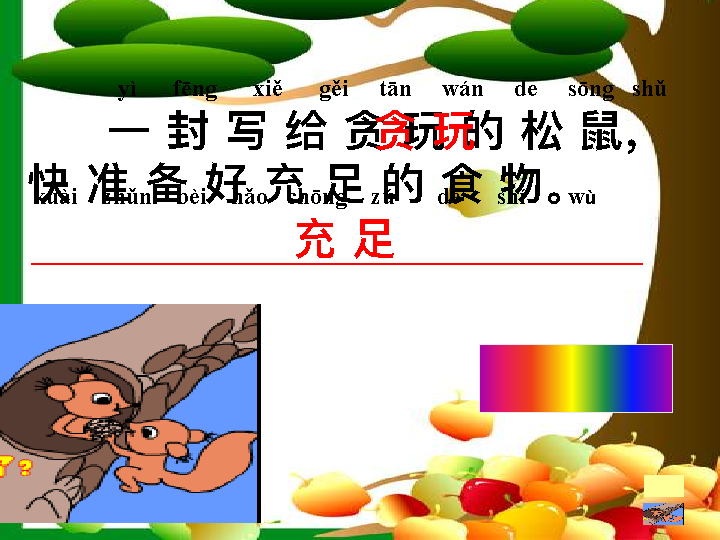 yì fēng xiě gěi tān wán de sōng shǔ
一封写给贪玩的松鼠，
贪玩
kuài zhǔn bèi hǎo chōng zú de shí wù
快准备好充足的食物。
充足
了？